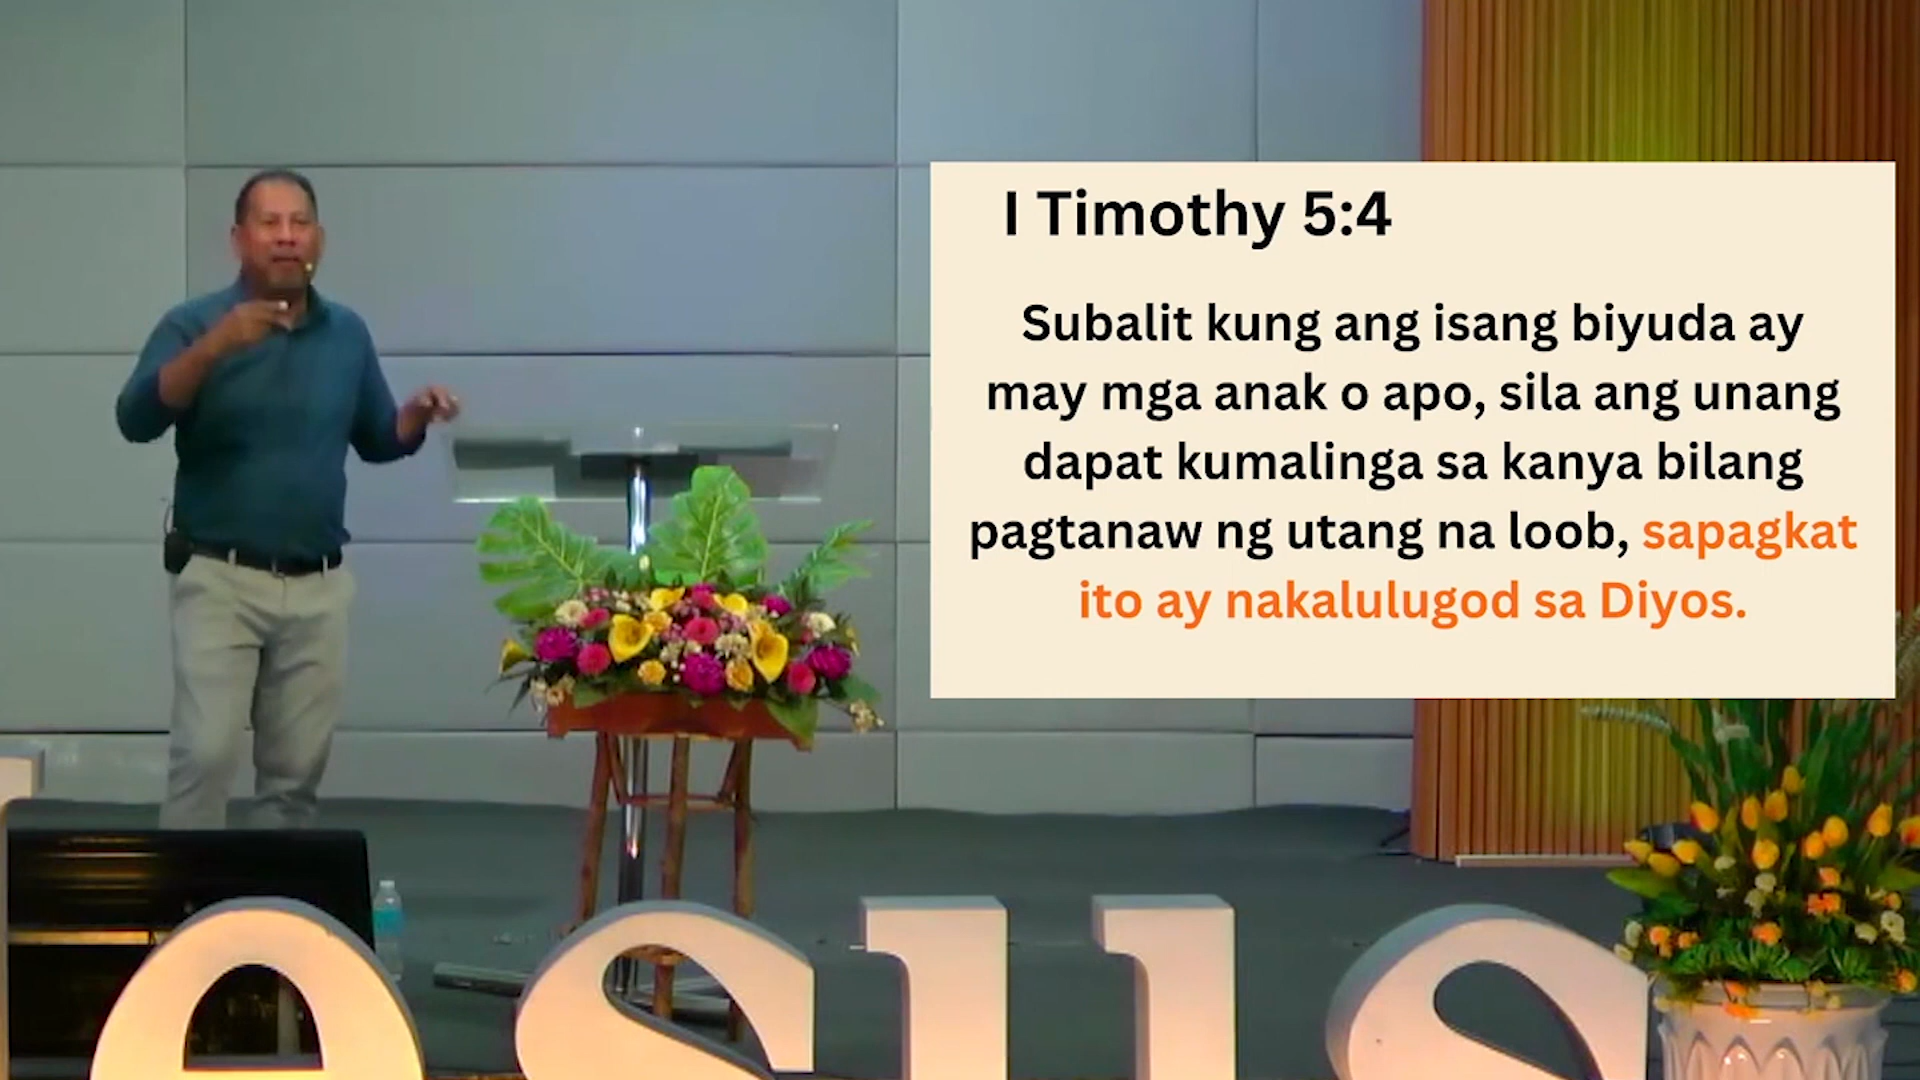 I Timothy 5:4
Subalit kung ang isang biyuda ay
may mga anak o apo, sila ang unang
dapat kumalinga sa kanya bilang
pagtanaw ng utang na loob, sapagkat
ito ay nakalulugod sa Diyos.
Jesus